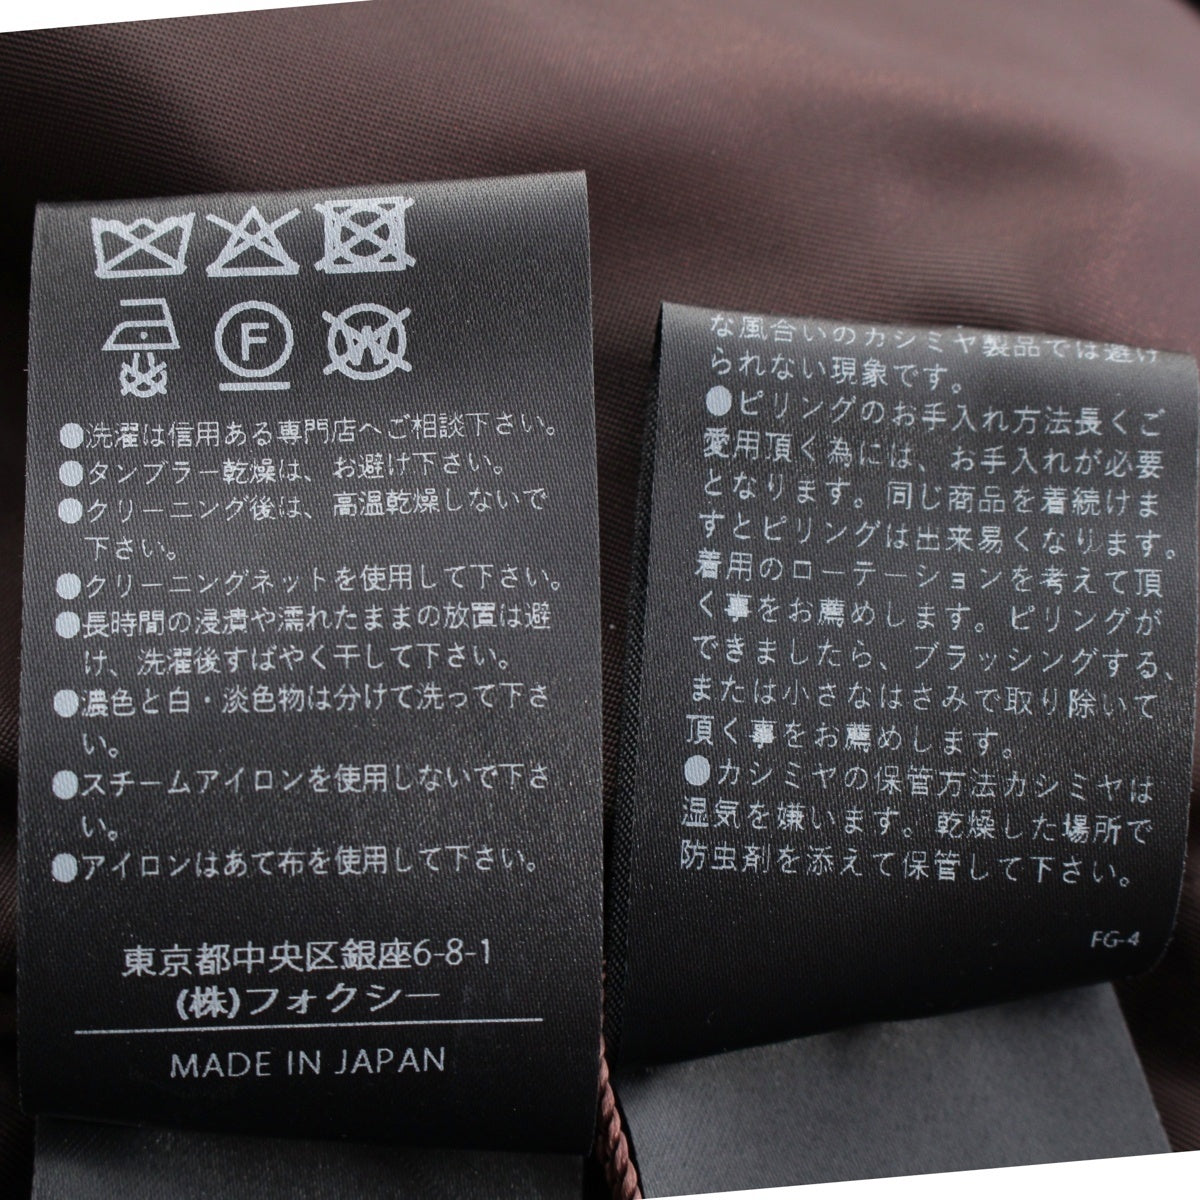 F
W
●洗濯は信用ある専門店へご相談下さい。
●タンブラー乾燥は、お避け下さい。
●クリーニング後は、高温乾燥しないで
下さい。
●クリーニングネットを使用して下さい。
●長時間の浸漬や濡れたままの放置は避
け、洗濯後すばやく干して下さい。
●濃色と白・淡色物は分けて洗って下さ
い。
●スチームアイロンを使用しないで下さ
い。
●アイロンはあて布を使用して下さい。
東京都中央区銀座6-8-1
(株)フォクシー
MADE IN JAPAN
な風合いのカシミヤ製品では避け
られない現象です。
●ピリングのお手入れ方法長くご
愛用頂く為には、お手入れが必要
となります。同じ商品を着続けま
すとピリングは出来易くなります。
着用のローテーションを考えて頂
く事をお薦めします。ピリングが
できましたら、ブラッシングする、
または小さなはさみで取り除いて
頂く事をお薦めします。
●カシミヤの保管方法カシミヤは
湿気を嫌います。乾燥した場所で
防虫剤を添えて保管して下さい。
FG-4